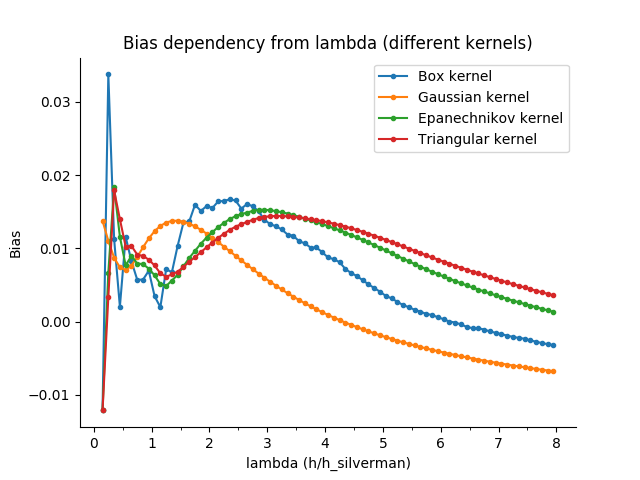 Bias dependency from lambda (different kernels)
Box kernel
Gaussian kernel
Epanechnikov kernel
Triangular kernel
Bias
0.03
0.02
0.01
0.00
−0.01
0 1 2 3 4 5 6 7 8
lambda (h/h_silverman)